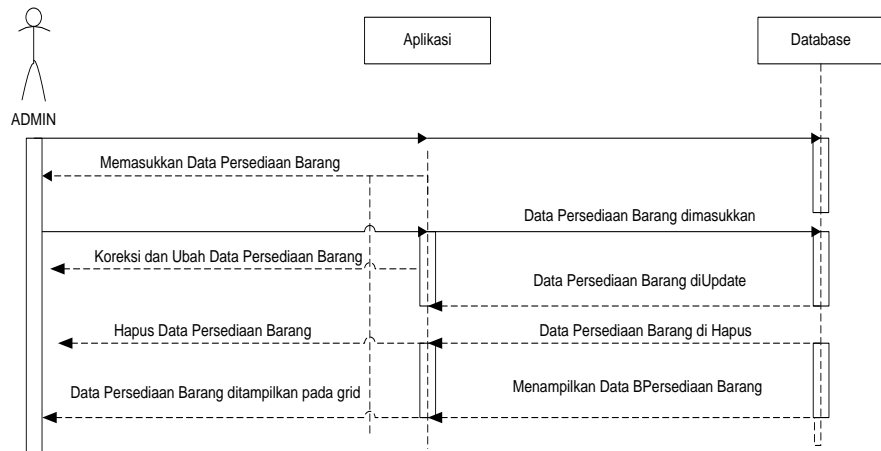 Aplikasi
Database
ADMIN
Memasukkan Data Persediaan Barang
Data Persediaan Barang dimasukkan
Koreksi dan Ubah Data Persediaan Barang
Data Persediaan Barang diUpdate
Hapus Data Persediaan Barang
Data Persediaan Barang di Hapus
Data Persediaan Barang ditampilkan pada grid
Menampilkan Data BPersediaan Barang